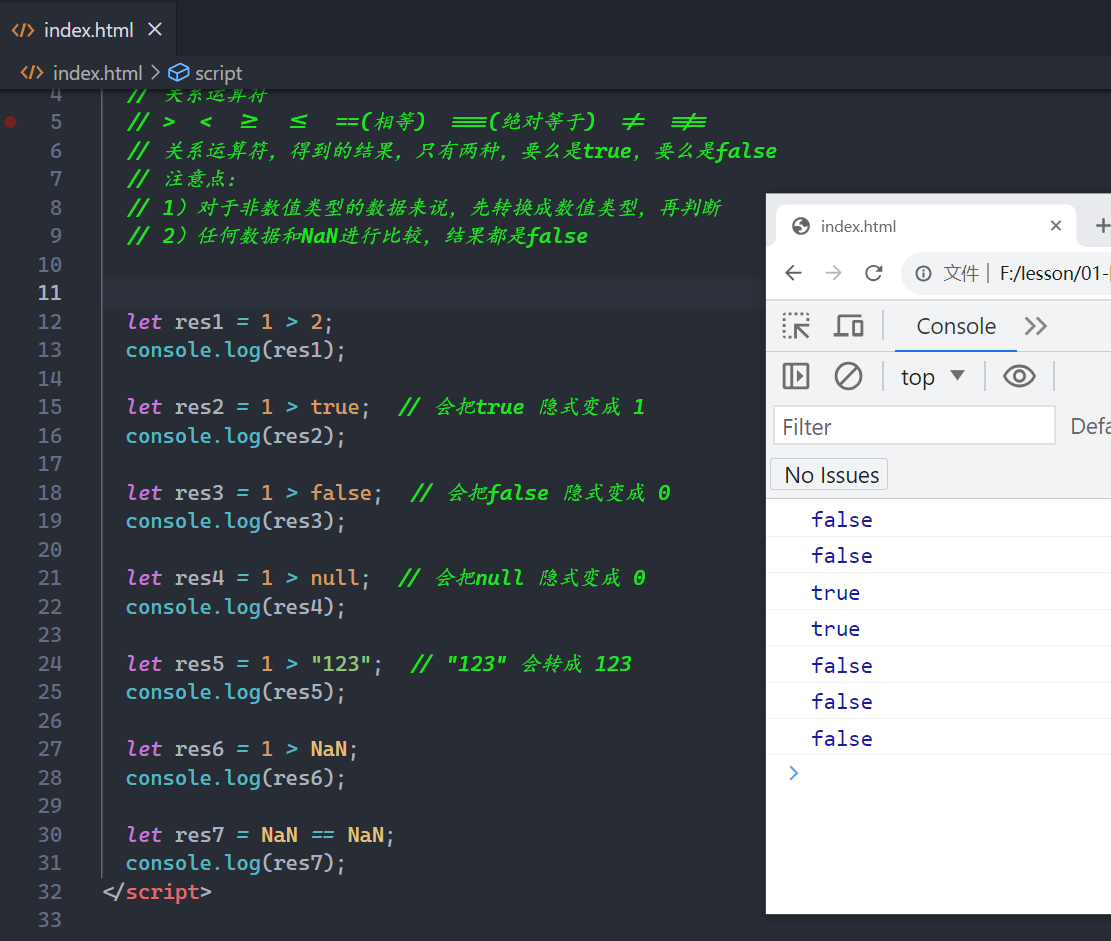 index.html
index.html > script
4 // 关系运算符
5 // > < ≥ ≤ ==(相等) ===(绝对等于) != !==
6 // 关系运算符，得到的结果，只有两种，要么是true，要么是false
7 // 注意点：
8 // 1）对于非数值类型的数据来说，先转换成数值类型，再判断
9 // 2）任何数据和NaN进行比较，结果都是false
10
11
12 let res1 = 1 > 2;
13 console.log(res1);
14
15 let res2 = 1 > true; // 会把true 隐式变成 1
16 console.log(res2);
17
18 let res3 = 1 > false; // 会把false 隐式变成 0
19 console.log(res3);
20
21 let res4 = 1 > null; // 会把null 隐式变成 0
22 console.log(res4);
23
24 let res5 = 1 > "123"; // "123" 会转成 123
25 console.log(res5);
26
27 let res6 = 1 > NaN;
28 console.log(res6);
29
30 let res7 = NaN == NaN;
31 console.log(res7);
32 </script>
33
index.html
文件 | F:/lesson/01-
Console
top
Filter
Defa
No Issues
false
false
true
true
false
false
false